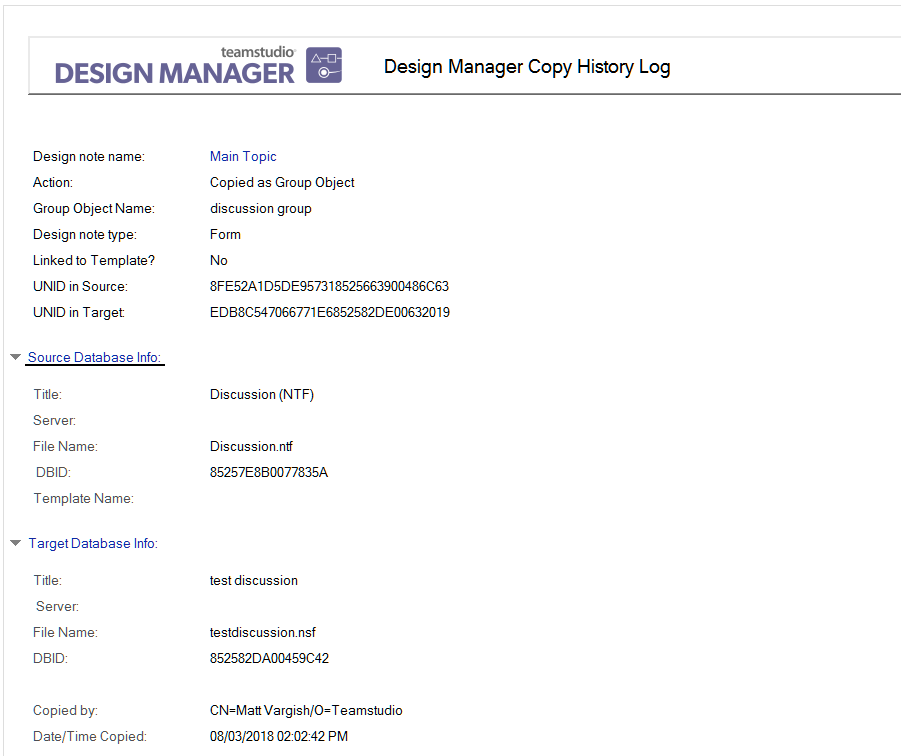 teamstudio
DESIGN MANAGER
Design Manager Copy History Log
Design note name: Main Topic
Action: Copied as Group Object
Group Object Name: discussion group
Design note type: Form
Linked to Template? No
UNID in Source: 8FE52A1D5DE957318525663900486C63
UNID in Target: EDB8C547066771E6852582DE00632019
Source Database Info:
Title: Discussion (NTF)
Server:
File Name: Discussion.ntf
DBID: 85257E8B0077835A
Template Name:
Target Database Info:
Title: test discussion
Server:
File Name: testdiscussion.nsf
DBID: 852582DA00459C42
Copied by: CN=Matt Vargish/O=Teamstudio
Date/Time Copied: 08/03/2018 02:02:42 PM